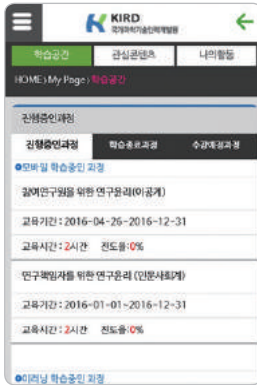 KIRD
국가과학기술인력개발원
학습공간 관심콘텐츠 나의활동
HOME>My Page>학습공간
진행중인과정
진행중인과정 학습종료과정 수강예정과정
모바일 학습중인 과정
참여연구원을 위한 연구윤리(이공계)
교육기간 : 2016-04-26~2016-12-31
교육시간 : 2시간 진도율:0%
연구책임자를 위한 연구윤리 (인문사회계)
교육기간 : 2016-01-01~2016-12-31
교육시간 : 2시간 진도율:0%
이러닝 학습중인 과정